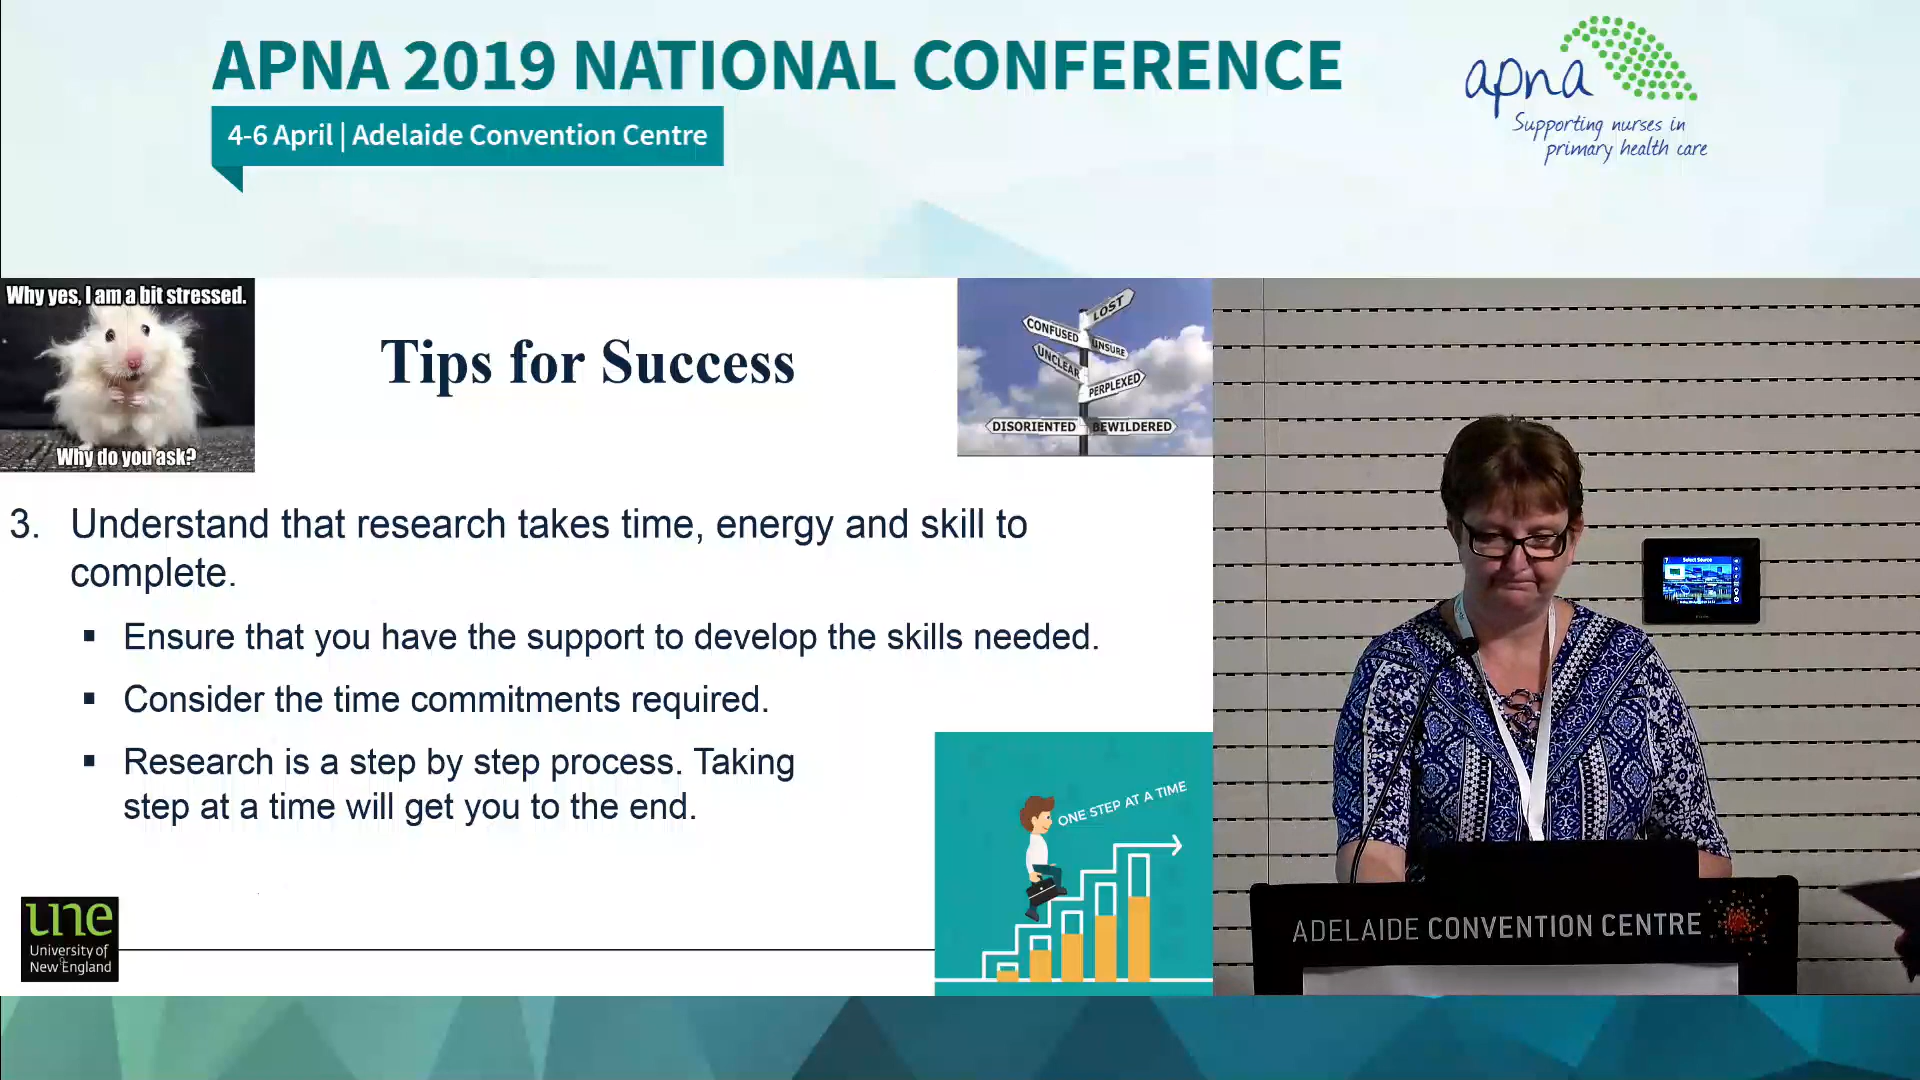 APNA 2019 NATIONAL CONFERENCE
4-6 April | Adelaide Convention Centre
apna
Supporting nurses in
primary health care
Why yes, I am a bit stressed.
Why do you ask?
Tips for Success
LOST
CONFUSED
UNSURE
UNCLEAR
PERPLEXED
DISORIENTED
BEWILDERED
3. Understand that research takes time, energy and skill to
complete.
▪ Ensure that you have the support to develop the skills needed.
▪ Consider the time commitments required.
▪ Research is a step by step process. Taking
step at a time will get you to the end.
ONE STEP AT A TIME
une
University of
New England
Select Source
ADELAIDE CONVENTION CENTRE